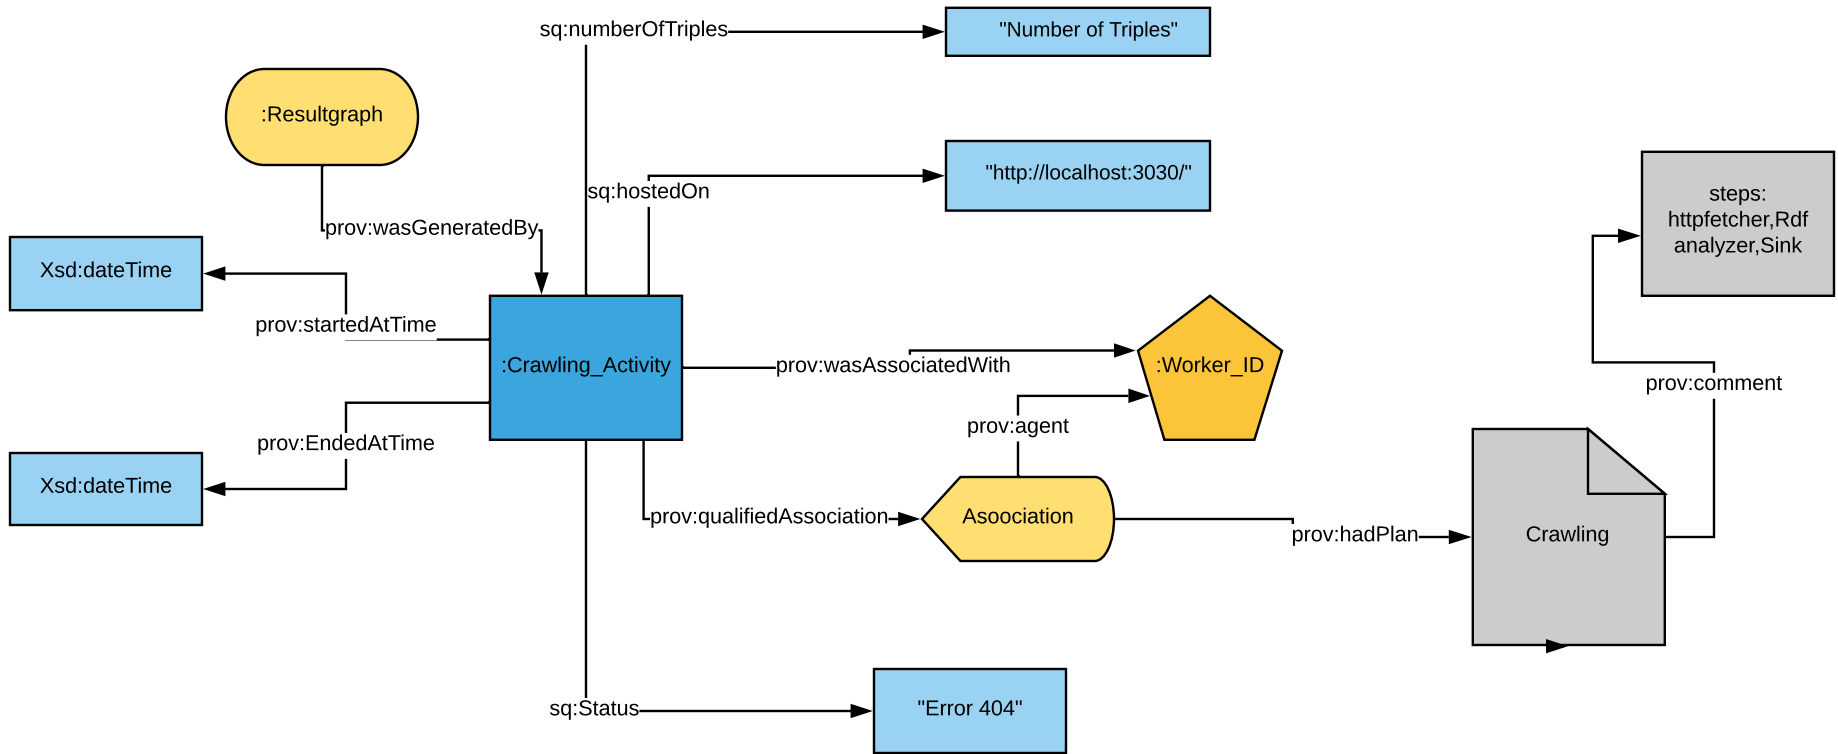 sq:numberOfTriples
"Number of Triples"
:Resultgraph
"http://localhost:3030/"
sq:hostedOn
steps:
httpfetcher,Rdf
analyzer,Sink
prov:wasGeneratedBy
Xsd:dateTime
prov:startedAtTime
:Crawling_Activity
prov:wasAssociatedWith
:Worker_ID
prov:comment
prov:agent
prov:EndedAtTime
Xsd:dateTime
prov:qualifiedAssociation
Asoociation
prov:hadPlan
Crawling
sq:Status
"Error 404"